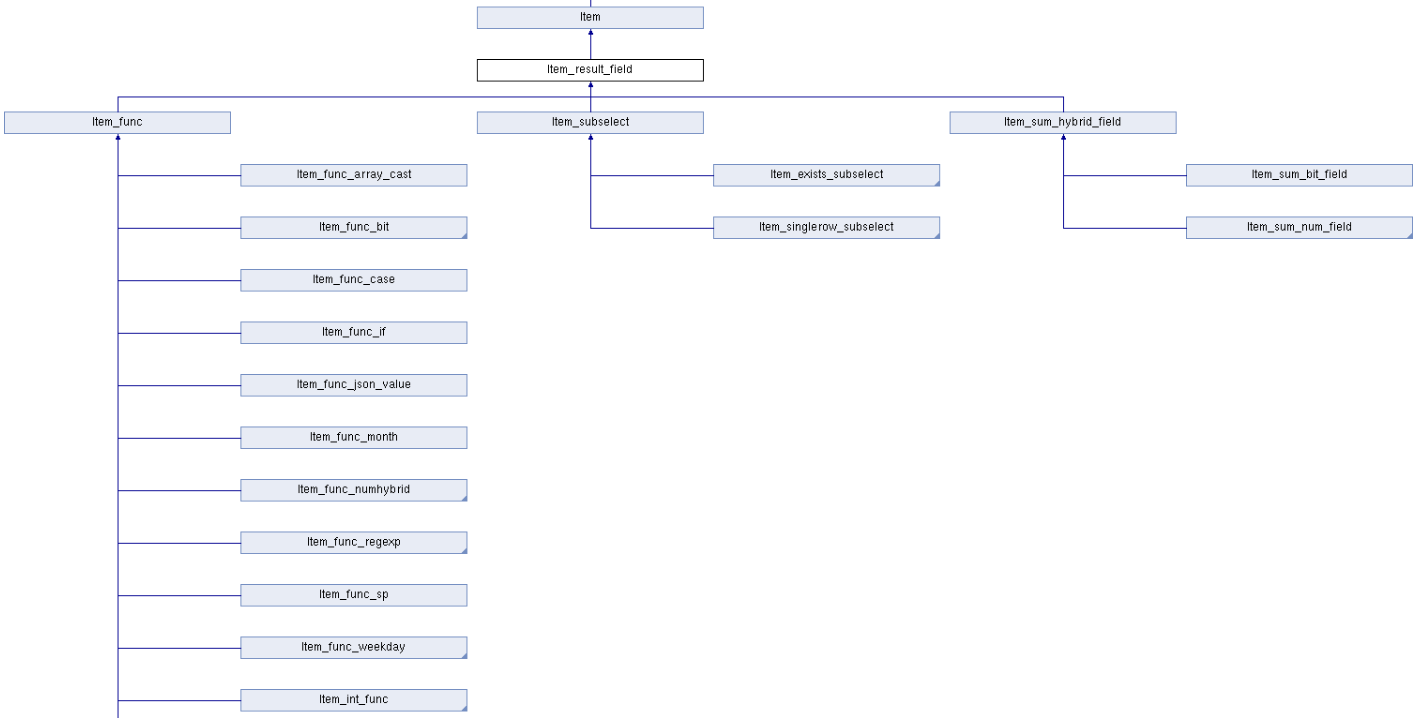 Item
Item_result_field
Item_func
Item_subselect
Item_sum_hybrid_field
Item_func_array_cast
Item_exists_subselect
Item_sum_bit_field
Item_func_bit
Item_singlerow_subselect
Item_sum_num_field
Item_func_case
Item_func_if
Item_func_json_value
Item_func_month
Item_func_numhybrid
Item_func_regexp
Item_func_sp
Item_func_weekday
Item_int_func